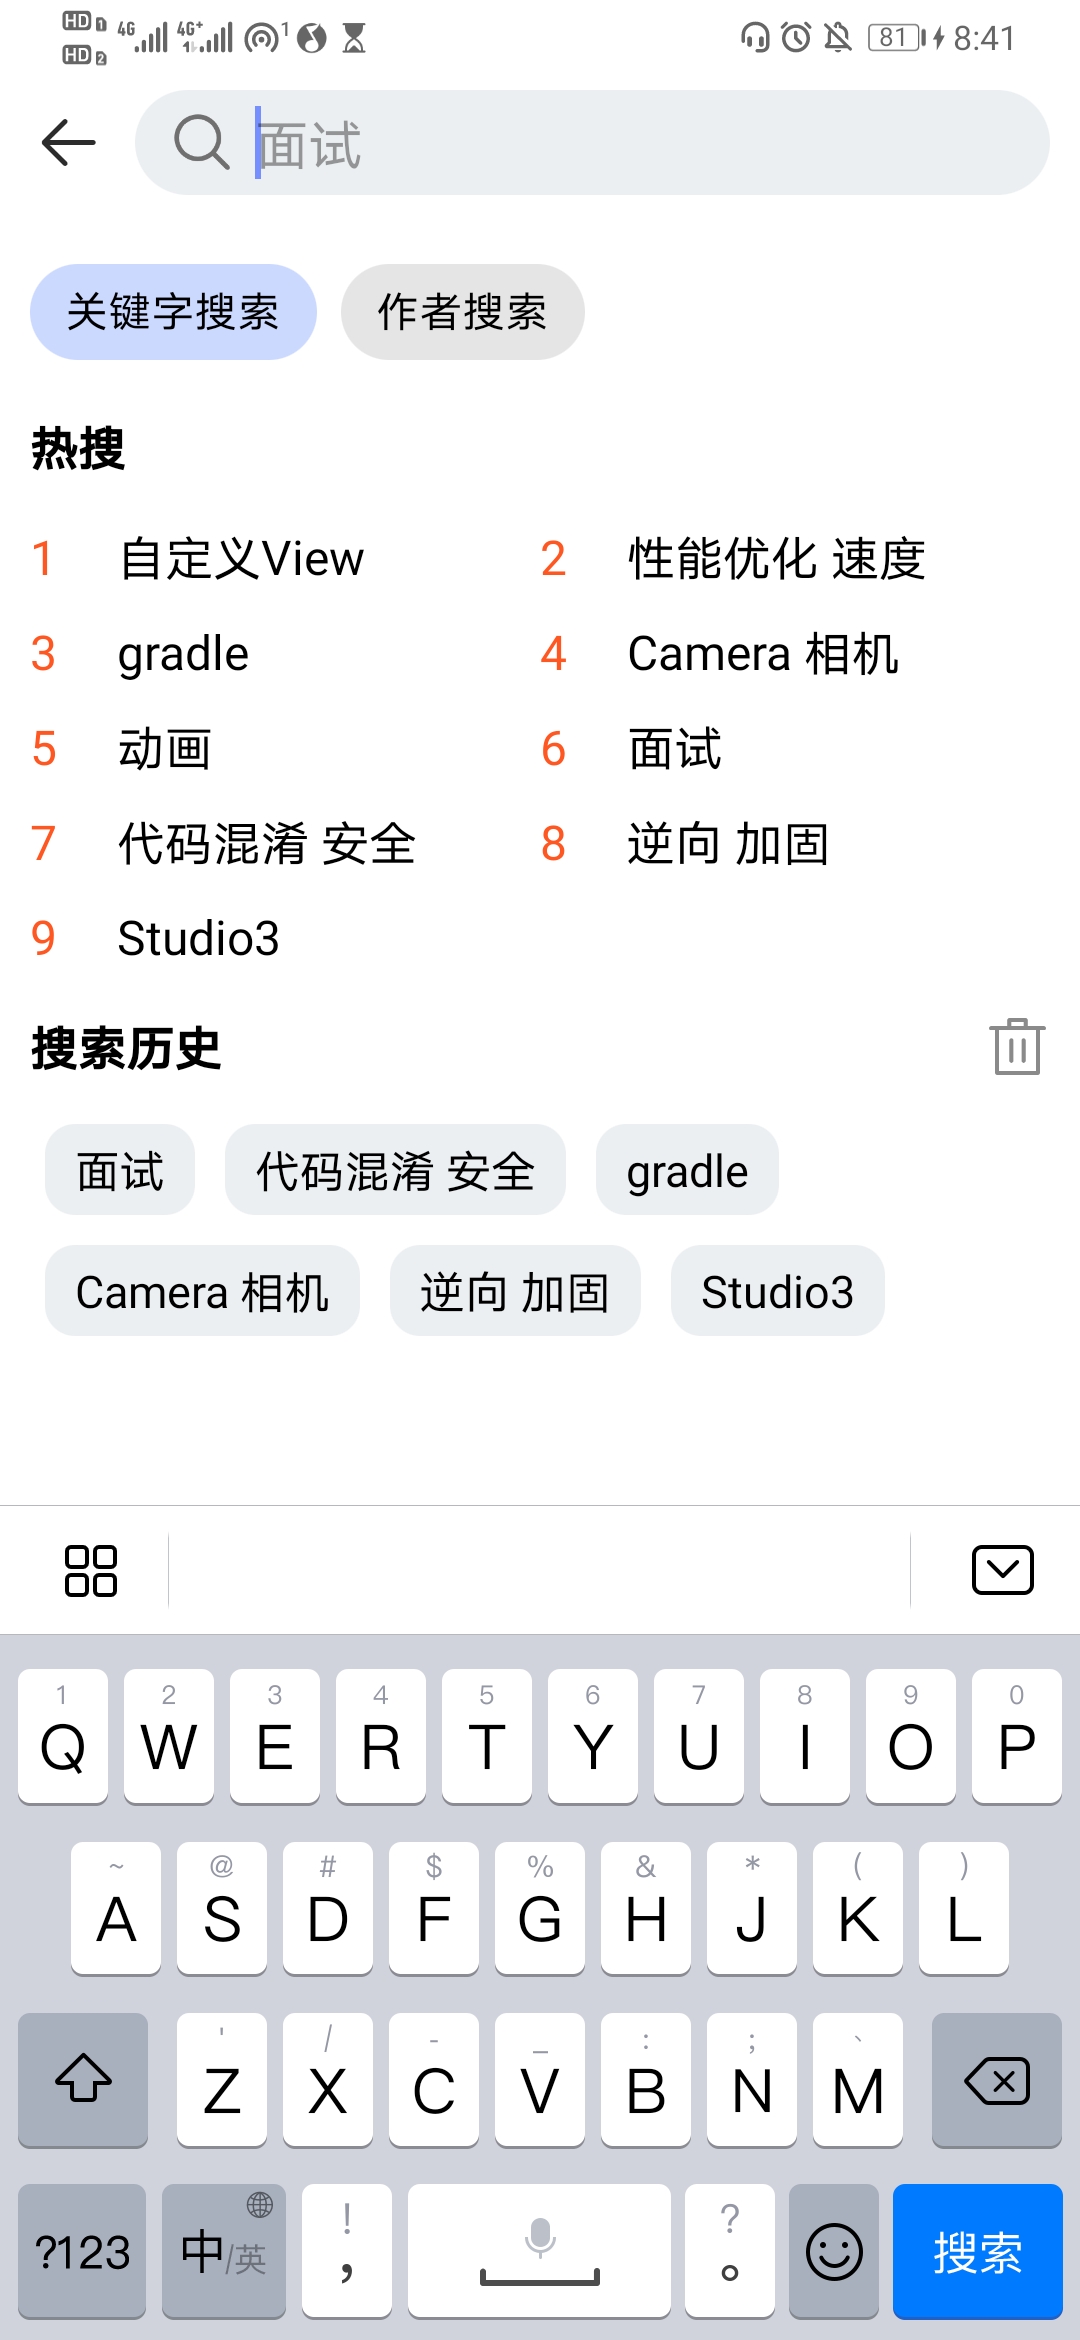 HD 1 4G 4G+ 1 81 8:41
HD 2
面试
关键字搜索 作者搜索
热搜
1 自定义View 2 性能优化 速度
3 gradle 4 Camera 相机
5 动画 6 面试
7 代码混淆 安全 8 逆向 加固
9 Studio3
搜索历史
面试 代码混淆 安全 gradle
Camera 相机 逆向 加固 Studio3
1 2 3 4 5 6 7 8 9 0
Q W E R T Y U I O P
~ @ # $ % & * ( )
A S D F G H J K L
' / - _ : ; 、
Z X C V B N M
! ?
?123 中/英 , 。 搜索